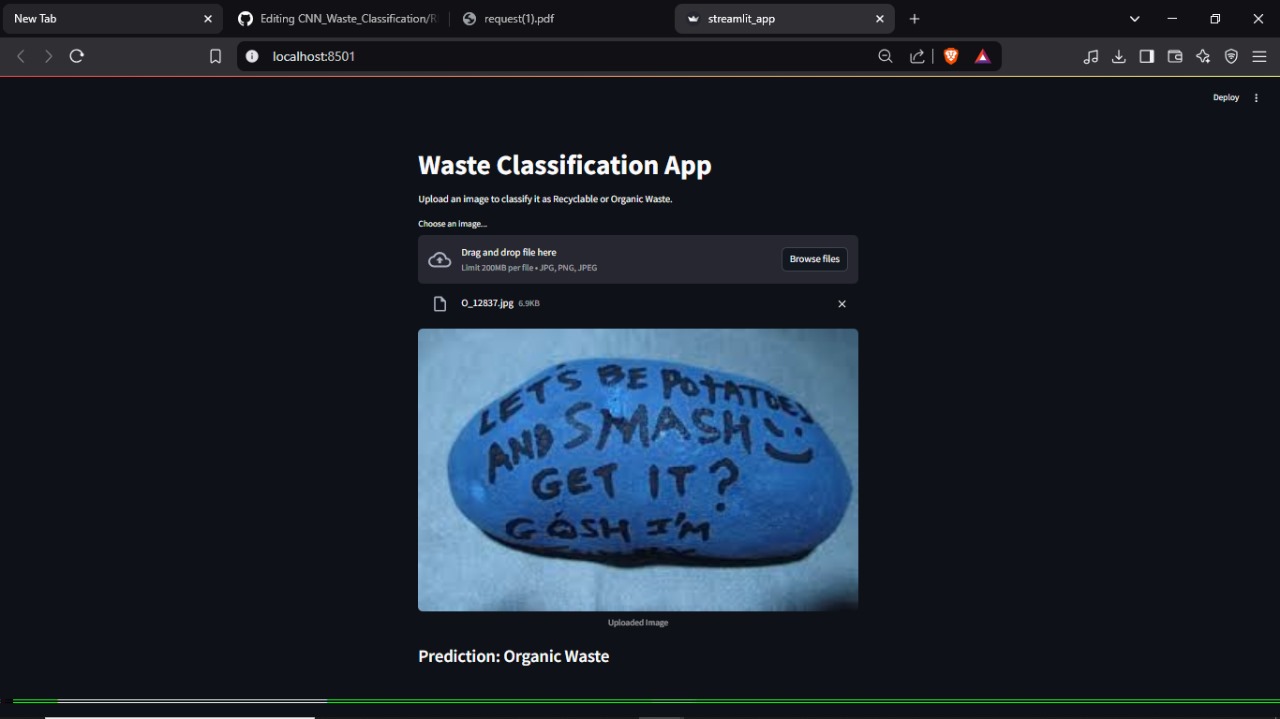 New Tab
Editing CNN_Waste_Classification/R
request(1).pdf
streamlit_app
localhost:8501
Deploy
Waste Classification App
Upload an image to classify it as Recyclable or Organic Waste.
Choose an image...
Drag and drop file here
Limit 200MB per file • JPG, PNG, JPEG
Browse files
O_12837.jpg 6.9KB
LET'S BE POTATOES
AND SMASH
GET IT?
GOSH I'M
Uploaded Image
Prediction: Organic Waste